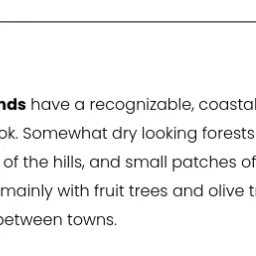 nds have a recognizable, coastal
ok. Somewhat dry looking forests
of the hills, and small patches of
mainly with fruit trees and olive t
between towns.